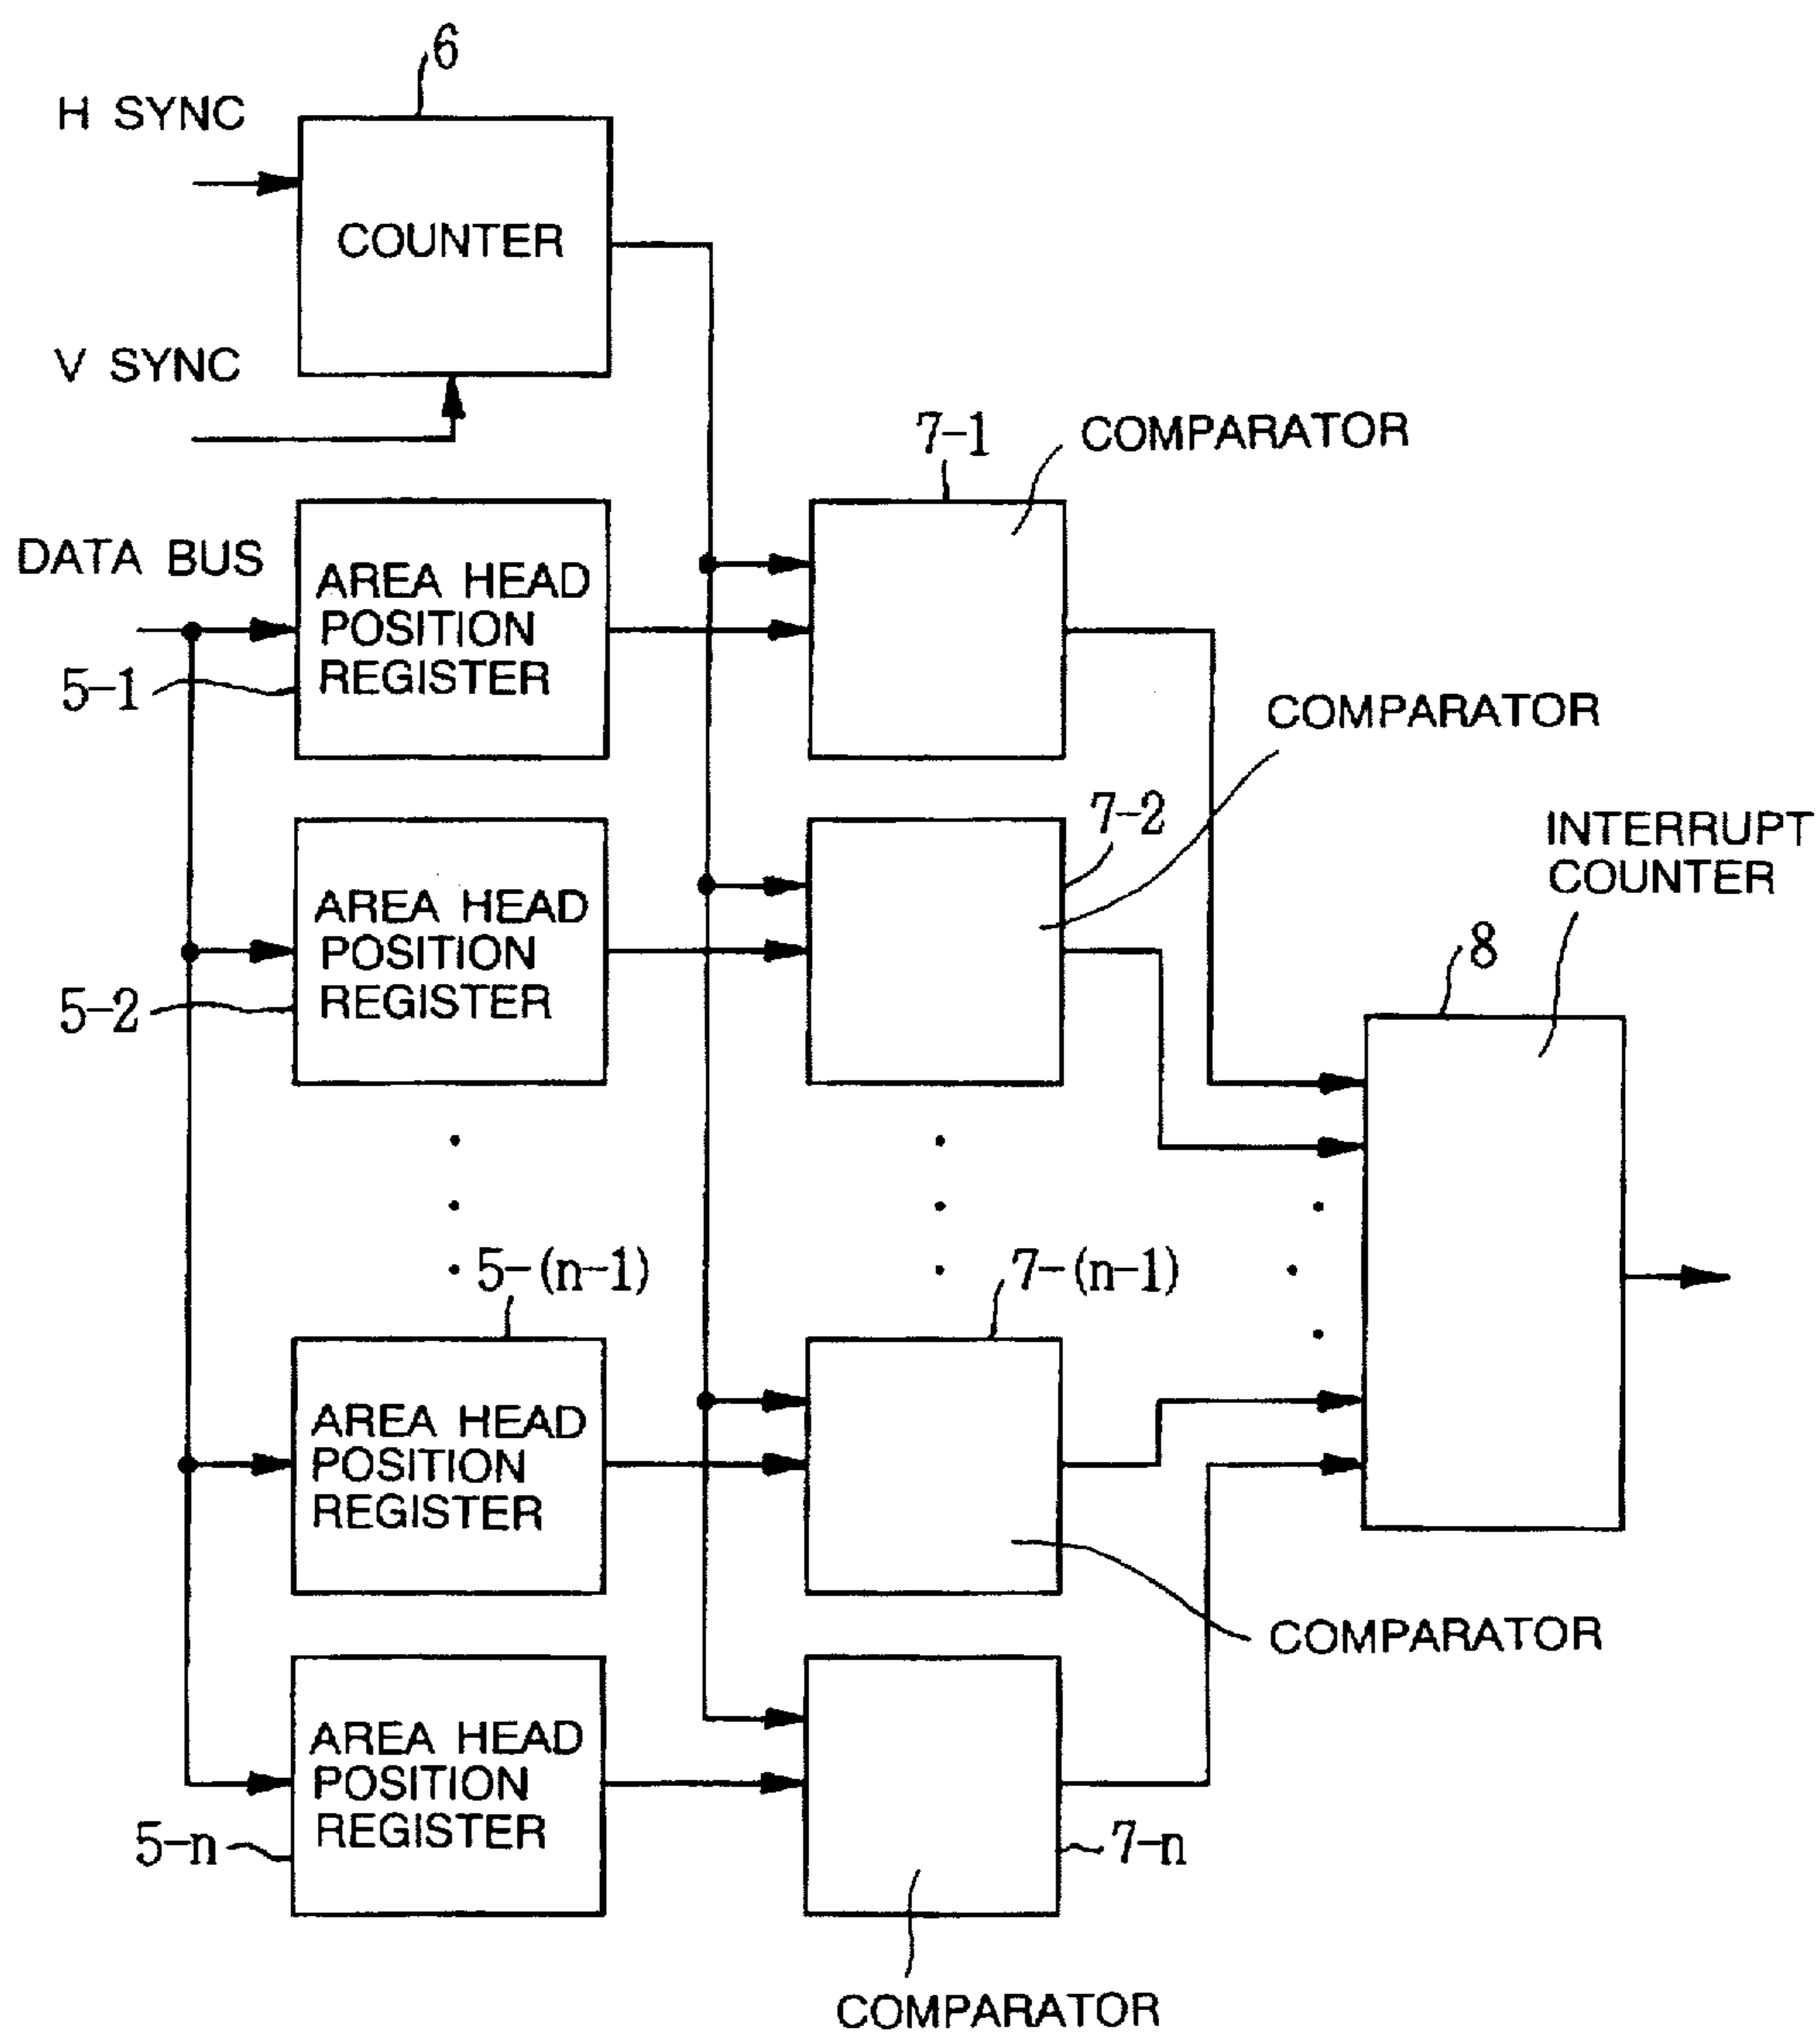 6
H SYNC
COUNTER
V SYNC
7-1
COMPARATOR
DATA BUS
AREA HEAD
POSITION
REGISTER
5-1
COMPARATOR
7-2
INTERRUPT
COUNTER
AREA HEAD
POSITION
REGISTER
5-2
8
5-(n-1)
7-(n-1)
AREA HEAD
POSITION
REGISTER
COMPARATOR
AREA HEAD
POSITION
REGISTER
5-n
7-n
COMPARATOR